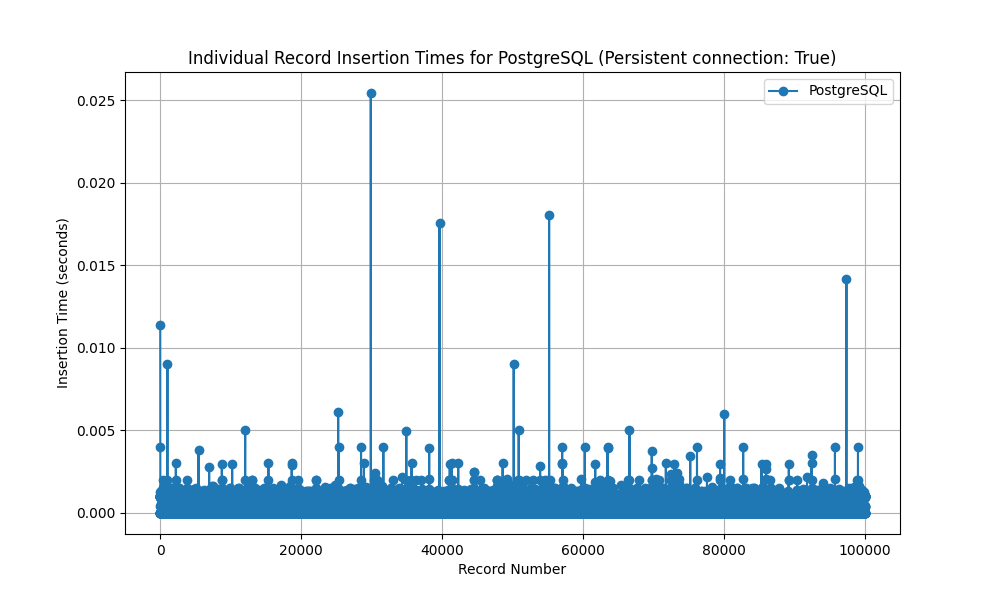 Individual Record Insertion Times for PostgreSQL (Persistent connection: True)
PostgreSQL
Insertion Time (seconds)
0.025
0.020
0.015
0.010
0.005
0.000
0 20000 40000 60000 80000 100000
Record Number